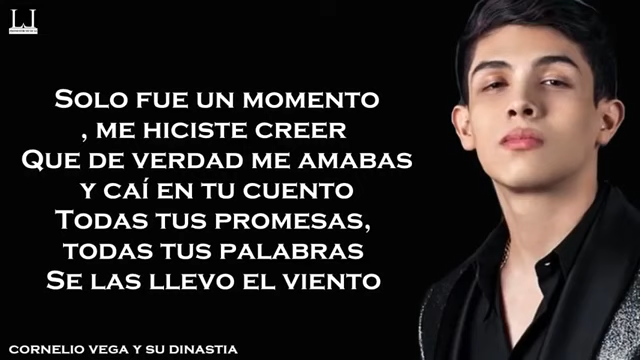 LJ
SOLO FUE UN MOMENTO
, ME HICISTE CREER
QUE DE VERDAD ME AMABAS
Y CAÍ EN TU CUENTO
TODAS TUS PROMESAS,
TODAS TUS PALABRAS
SE LAS LLEVO EL VIENTO
CORNELIO VEGA Y SU DINASTIA